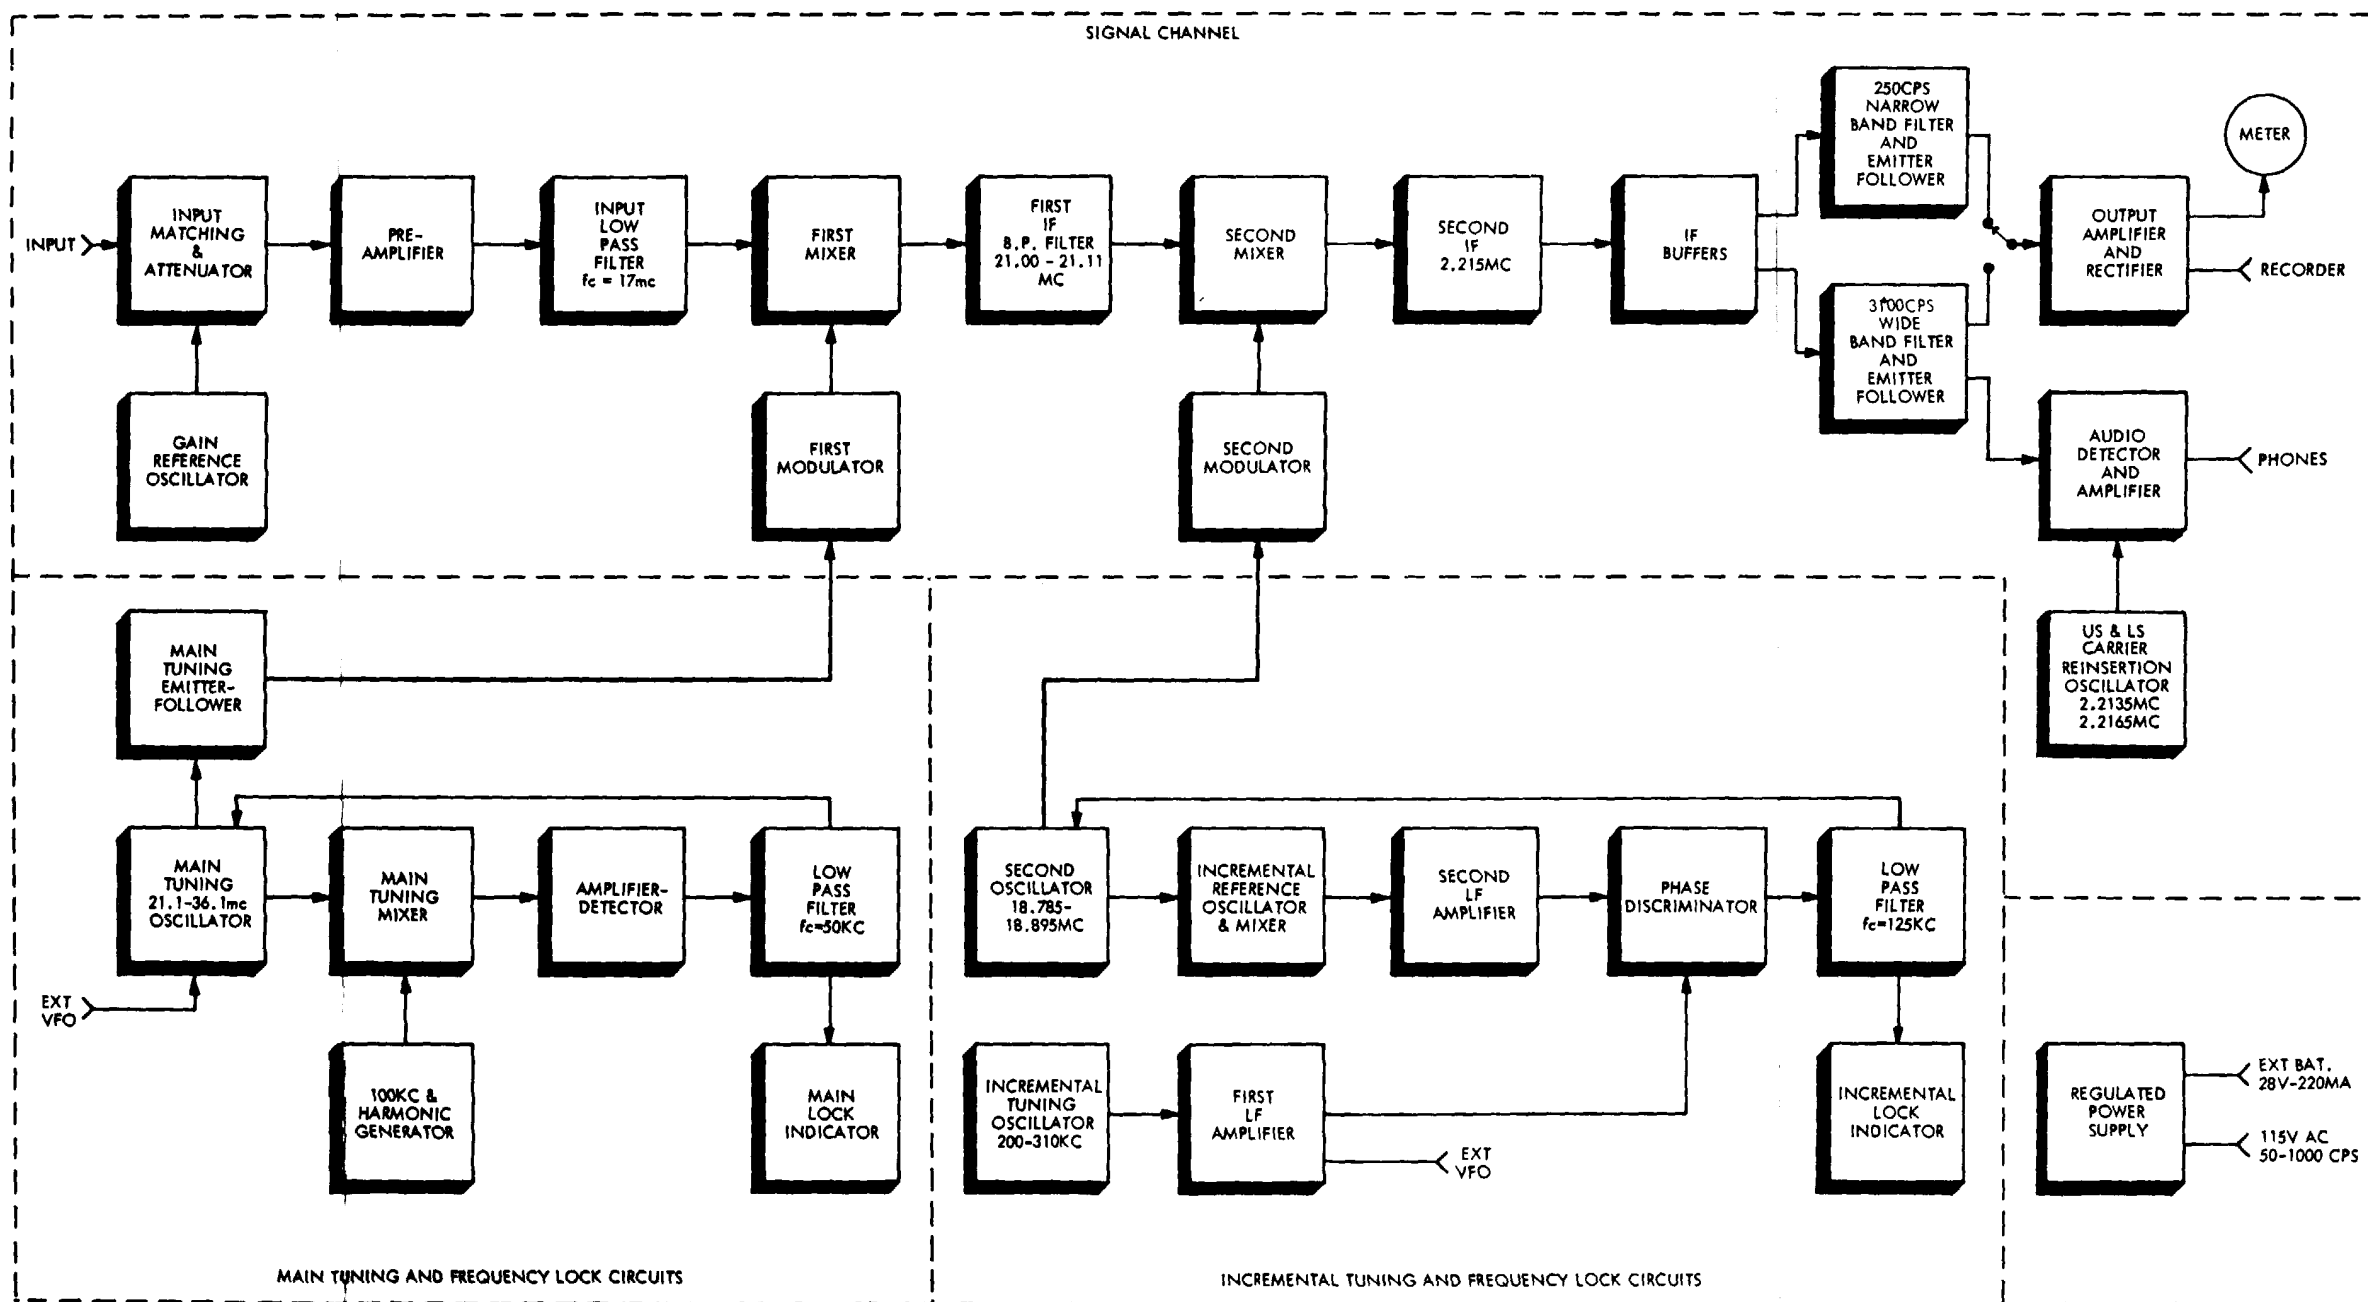 SIGNAL CHANNEL
250CPS
NARROW
BAND FILTER
AND
EMITTER
FOLLOWER
METER
INPUT
INPUT
MATCHING
&
ATTENUATOR
PRE-
AMPLIFIER
INPUT
LOW
PASS
FILTER
fc = 17mc
FIRST
MIXER
FIRST
IF
B.P. FILTER
21.00 - 21.11
MC
SECOND
MIXER
SECOND
IF
2.215MC
IF
BUFFERS
OUTPUT
AMPLIFIER
AND
RECTIFIER
RECORDER
3100CPS
WIDE
BAND FILTER
AND
EMITTER
FOLLOWER
GAIN
REFERENCE
OSCILLATOR
FIRST
MODULATOR
SECOND
MODULATOR
AUDIO
DETECTOR
AND
AMPLIFIER
PHONES
MAIN
TUNING
EMITTER-
FOLLOWER
US & LS
CARRIER
REINSERTION
OSCILLATOR
2.2135MC
2.2165MC
MAIN
TUNING
21.1-36.1mc
OSCILLATOR
MAIN
TUNING
MIXER
AMPLIFIER-
DETECTOR
LOW
PASS
FILTER
fc=50KC
SECOND
OSCILLATOR
18.785-
18.895MC
INCREMENTAL
REFERENCE
OSCILLATOR
& MIXER
SECOND
LF
AMPLIFIER
PHASE
DISCRIMINATOR
LOW
PASS
FILTER
fc=125KC
EXT
VFO
100KC &
HARMONIC
GENERATOR
MAIN
LOCK
INDICATOR
INCREMENTAL
TUNING
OSCILLATOR
200-310KC
FIRST
LF
AMPLIFIER
EXT
VFO
INCREMENTAL
LOCK
INDICATOR
REGULATED
POWER
SUPPLY
EXT BAT.
28V-220MA
115V AC
50-1000 CPS
MAIN TUNING AND FREQUENCY LOCK CIRCUITS
INCREMENTAL TUNING AND FREQUENCY LOCK CIRCUITS